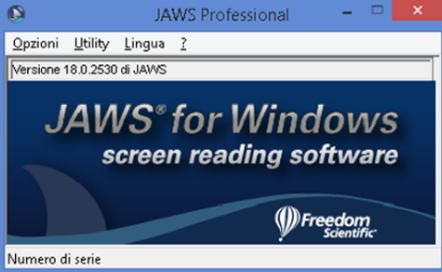 JAWS Professional
Opzioni Utility Lingua ?
Versione 18.0.2530 di JAWS
JAWS® for Windows
screen reading software
Freedom
Scientific®
Numero di serie